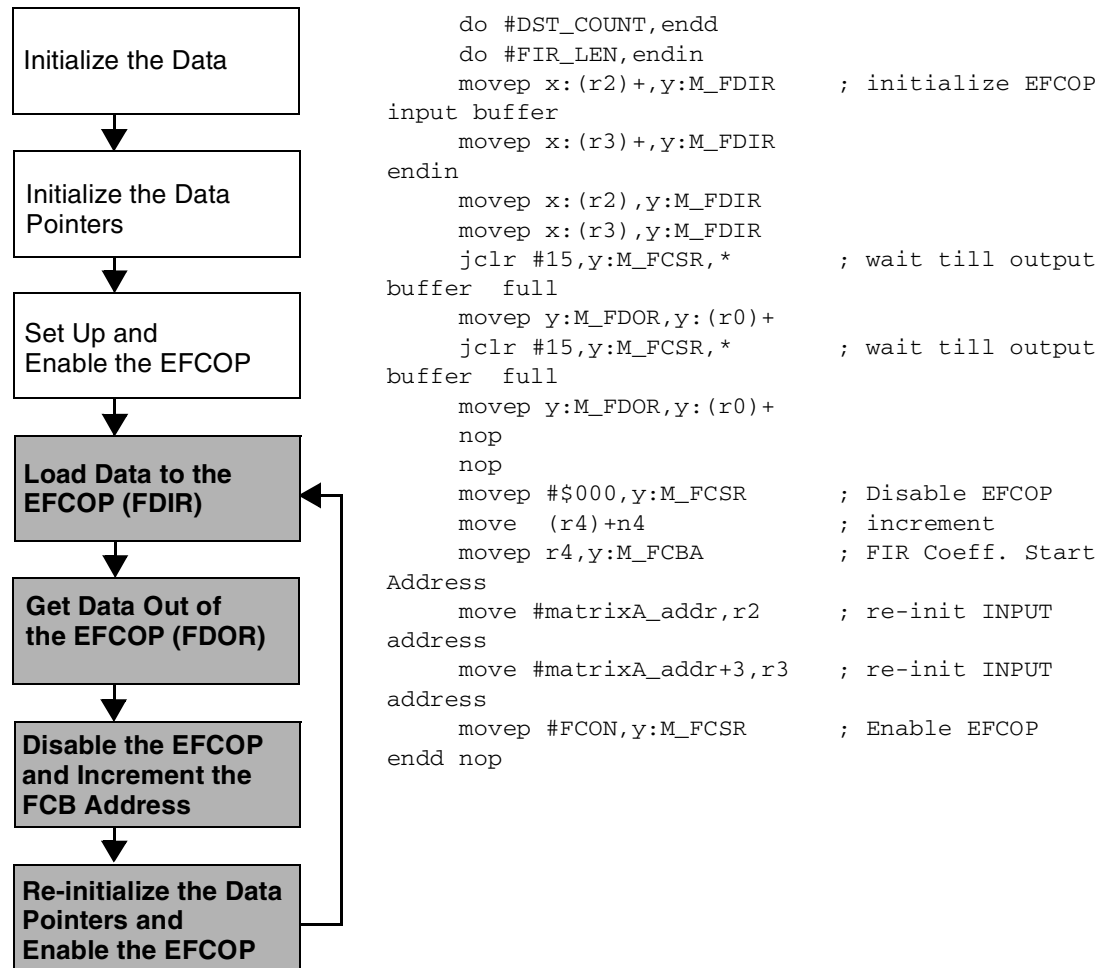 Initialize the Data
Initialize the Data
Pointers
Set Up and
Enable the EFCOP
Load Data to the
EFCOP (FDIR)
Get Data Out of
the EFCOP (FDOR)
Disable the EFCOP
and Increment the
FCB Address
Re-initialize the Data
Pointers and
Enable the EFCOP
do #DST_COUNT,endd
do #FIR_LEN,endin
movep x:(r2)+,y:M_FDIR ; initialize EFCOP
input buffer
movep x:(r3)+,y:M_FDIR
endin
movep x:(r2),y:M_FDIR
movep x:(r3),y:M_FDIR
jclr #15,y:M_FCSR,* ; wait till output
buffer full
movep y:M_FDOR,y:(r0)+
jclr #15,y:M_FCSR,* ; wait till output
buffer full
movep y:M_FDOR,y:(r0)+
nop
nop
movep #$000,y:M_FCSR ; Disable EFCOP
move (r4)+n4 ; increment
movep r4,y:M_FCBA ; FIR Coeff. Start
Address
move #matrixA_addr,r2 ; re-init INPUT
address
move #matrixA_addr+3,r3 ; re-init INPUT
address
movep #FCON,y:M_FCSR ; Enable EFCOP
endd nop